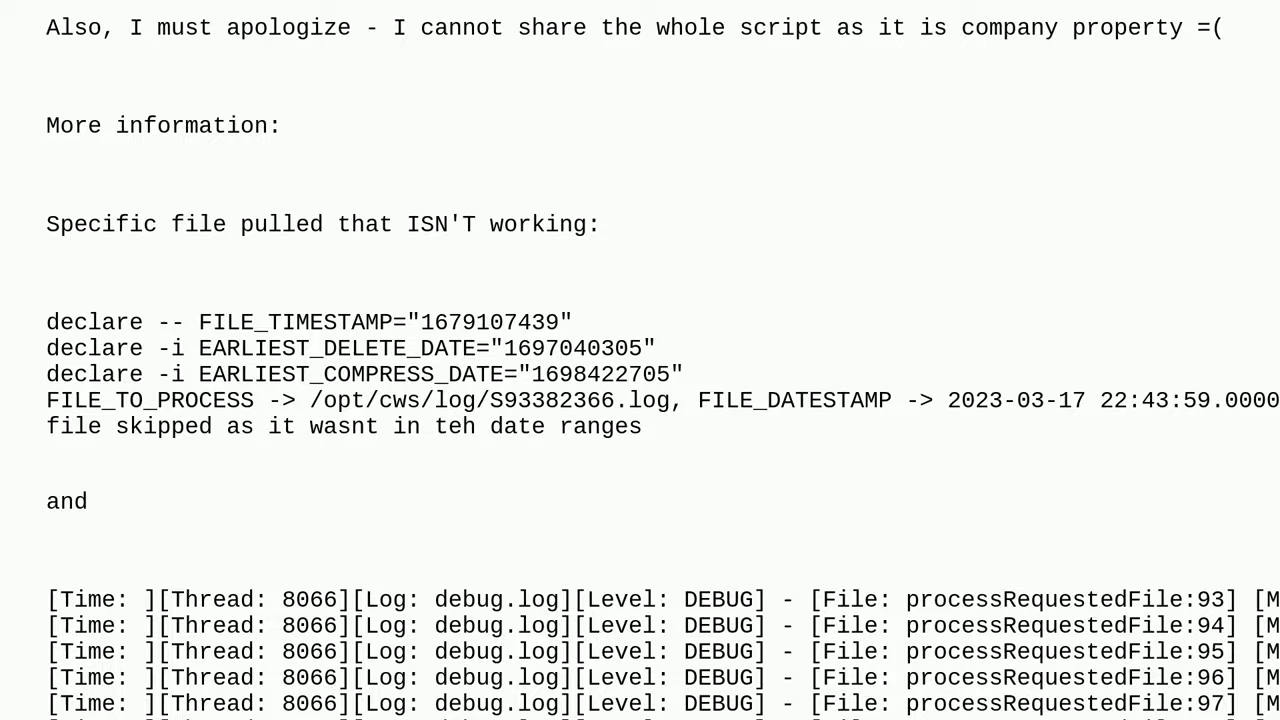 Also, I must apologize - I cannot share the whole script as it is company property =(
More information:
Specific file pulled that ISN'T working:
declare -- FILE_TIMESTAMP="1679107439"
declare -i EARLIEST_DELETE_DATE="1697040305"
declare -i EARLIEST_COMPRESS_DATE="1698422705"
FILE_TO_PROCESS -> /opt/cws/log/S93382366.log, FILE_DATESTAMP -> 2023-03-17 22:43:59.0000
file skipped as it wasnt in teh date ranges
and
[Time: ][Thread: 8066][Log: debug.log][Level: DEBUG] - [File: processRequestedFile:93] [M
[Time: ][Thread: 8066][Log: debug.log][Level: DEBUG] - [File: processRequestedFile:94] [M
[Time: ][Thread: 8066][Log: debug.log][Level: DEBUG] - [File: processRequestedFile:95] [M
[Time: ][Thread: 8066][Log: debug.log][Level: DEBUG] - [File: processRequestedFile:96] [M
[Time: ][Thread: 8066][Log: debug.log][Level: DEBUG] - [File: processRequestedFile:97] [M